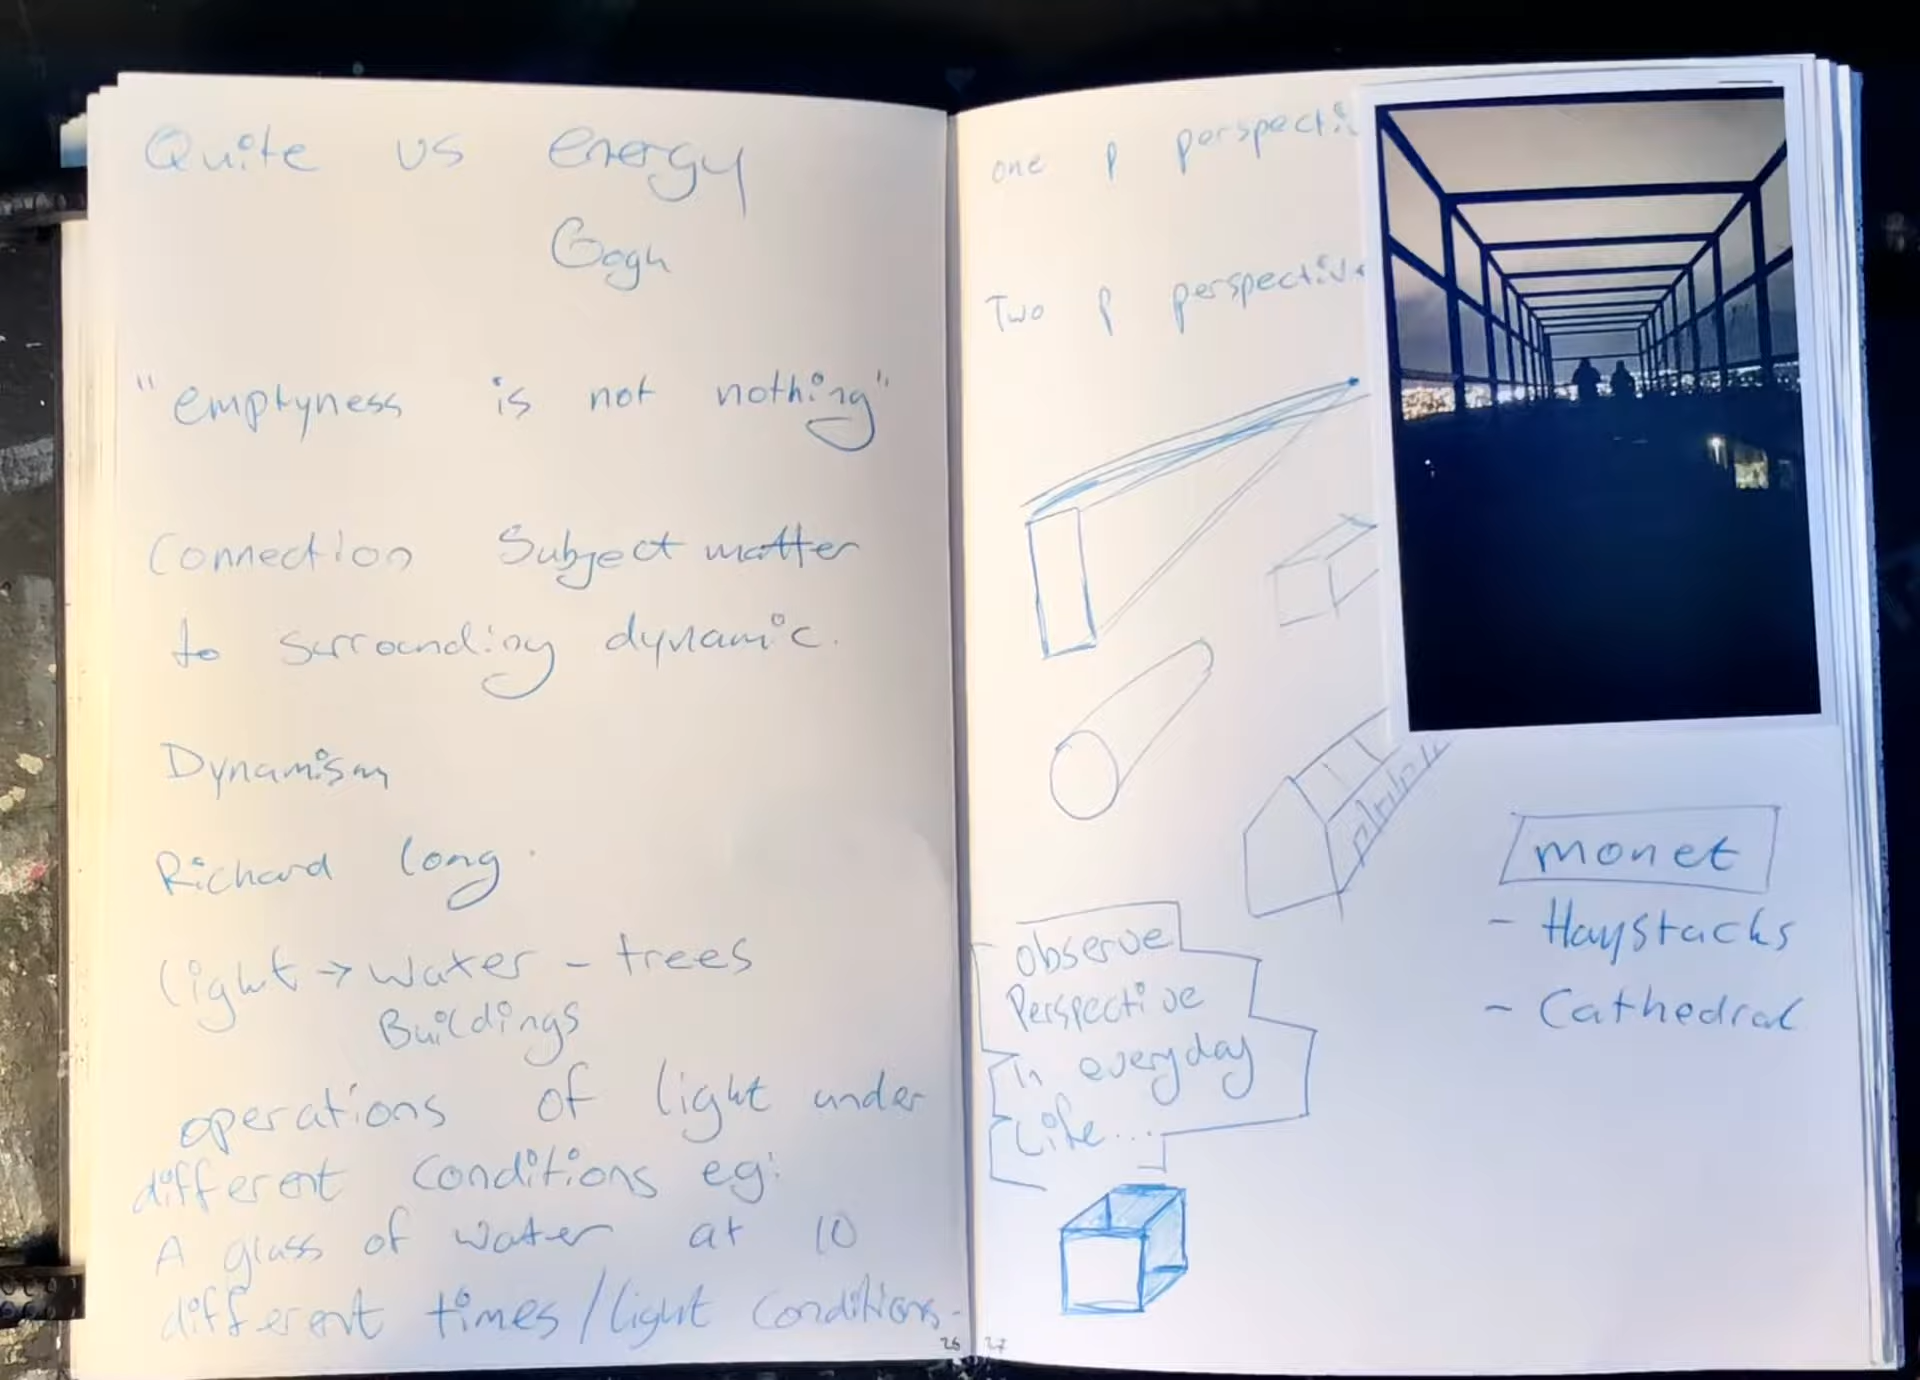 Quite vs energy
Gogh
"emptyness is not nothing"
Connection Subject matter
to surrounding dynamic.
Dynamism
Richard Long.
light → water - trees
Buildings
operations of light under
different conditions eg:
A glass of water at 10
different times/light conditions-
26
one p perspecti
Two p perspective
monet
- Haystacks
- Cathedral
observe
Perspective
in everyday
Life....
27